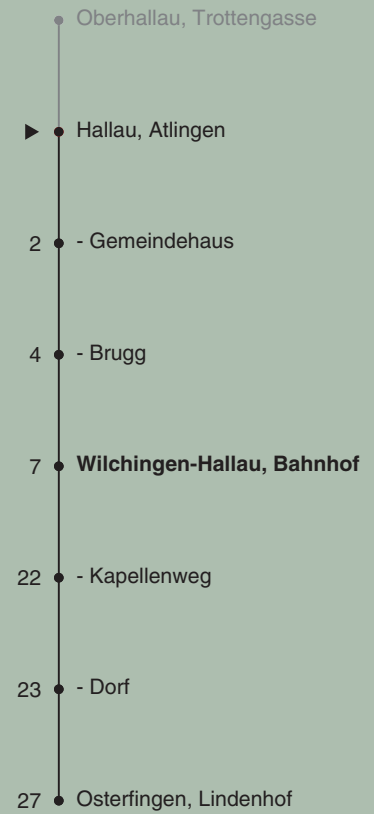 Oberhallau, Trottengasse
Hallau, Atlingen
2 - Gemeindehaus
4 - Brugg
7 Wilchingen-Hallau, Bahnhof
22 - Kapellenweg
23 - Dorf
27 Osterfingen, Lindenhof